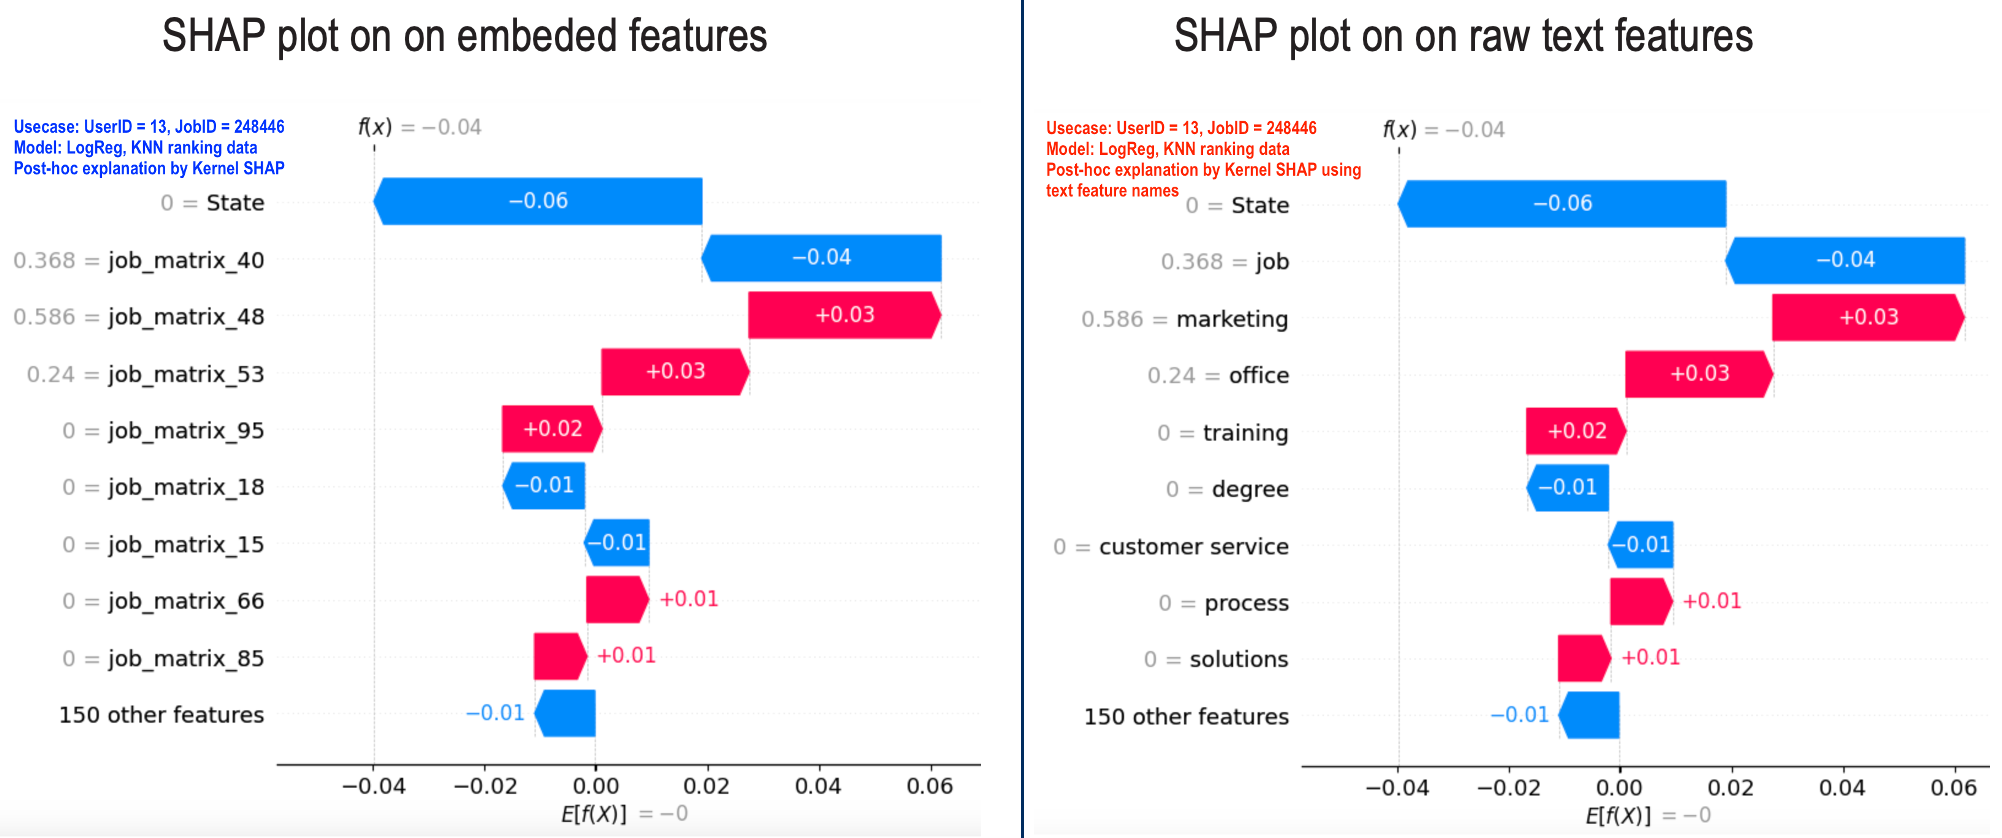 SHAP plot on on embeded features
Usecase: UserID = 13, JobID = 248446
Model: LogReg, KNN ranking data
Post-hoc explanation by Kernel SHAP
f(x) = −0.04
0 = State
−0.06
0.368 = job_matrix_40
−0.04
0.586 = job_matrix_48
+0.03
0.24 = job_matrix_53
+0.03
0 = job_matrix_95
+0.02
0 = job_matrix_18
−0.01
0 = job_matrix_15
−0.01
0 = job_matrix_66
+0.01
0 = job_matrix_85
+0.01
150 other features
−0.01
−0.04 −0.02 0.00 0.02 0.04 0.06
E[f(X)] = −0
SHAP plot on on raw text features
Usecase: UserID = 13, JobID = 248446
Model: LogReg, KNN ranking data
Post-hoc explanation by Kernel SHAP using
text feature names
f(x) = −0.04
0 = State
−0.06
0.368 = job
−0.04
0.586 = marketing
+0.03
0.24 = office
+0.03
0 = training
+0.02
0 = degree
−0.01
0 = customer service
−0.01
0 = process
+0.01
0 = solutions
+0.01
150 other features
−0.01
−0.04 −0.02 0.00 0.02 0.04 0.06
E[f(X)] = −0